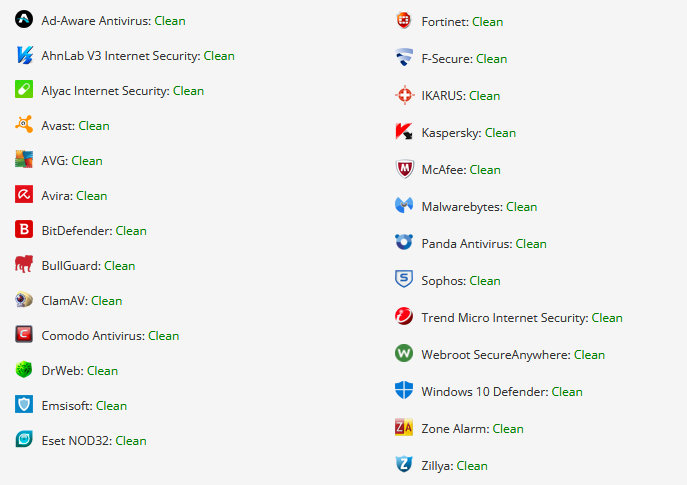 Ad-Aware Antivirus: Clean
AhnLab V3 Internet Security: Clean
Alyac Internet Security: Clean
Avast: Clean
AVG: Clean
Avira: Clean
BitDefender: Clean
BullGuard: Clean
ClamAV: Clean
Comodo Antivirus: Clean
DrWeb: Clean
Emsisoft: Clean
Eset NOD32: Clean
Fortinet: Clean
F-Secure: Clean
IKARUS: Clean
Kaspersky: Clean
McAfee: Clean
Malwarebytes: Clean
Panda Antivirus: Clean
Sophos: Clean
Trend Micro Internet Security: Clean
Webroot SecureAnywhere: Clean
Windows 10 Defender: Clean
Zone Alarm: Clean
Zillya: Clean